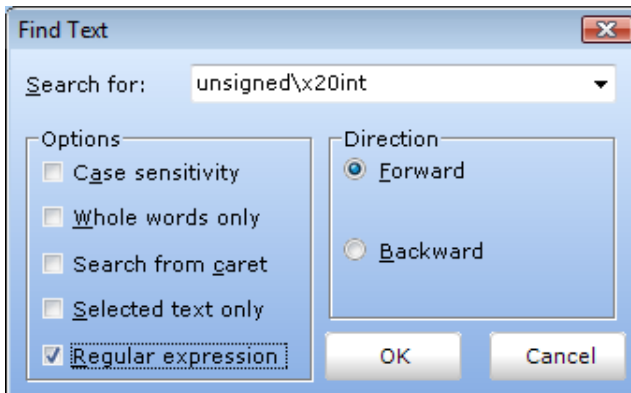 Find Text
Search for: unsigned\x20int
Options
Case sensitivity
Whole words only
Search from caret
Selected text only
Regular expression
Direction
Forward
Backward
OK Cancel